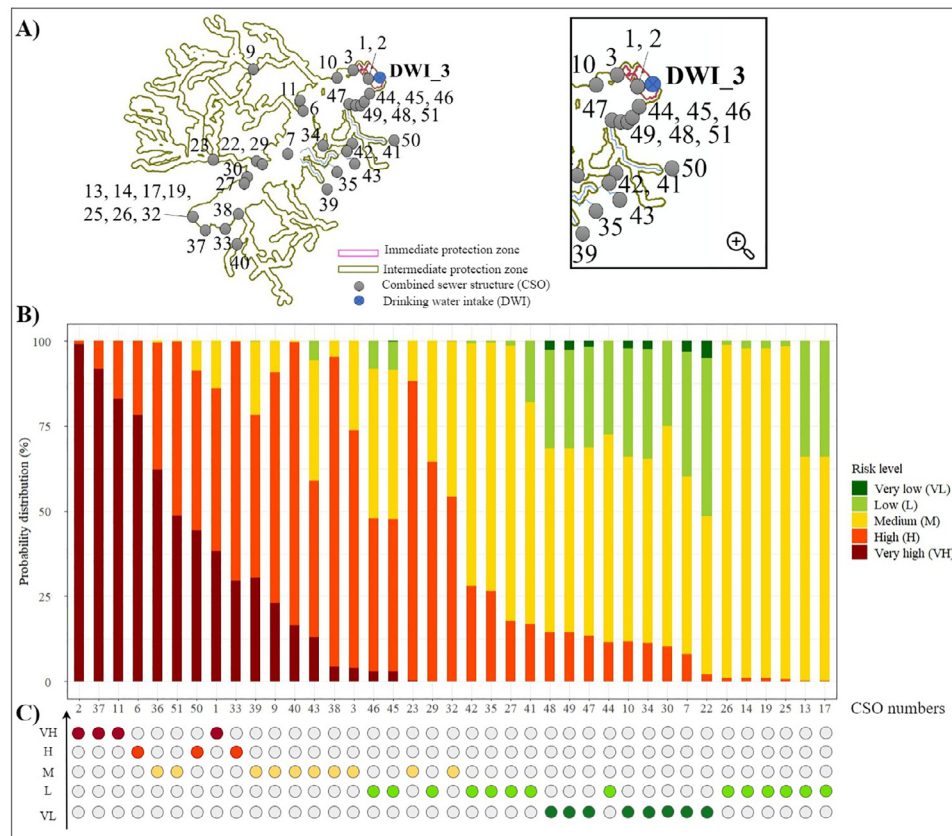 A)
9
10
3
1, 2
DWI_3
11
6
47
44, 45, 46
49, 48, 51
34
50
23
22, 29
7
42, 41
30
43
27
35
13, 14, 17,19,
25, 26, 32
39
38
37
33
40
Immediate protection zone
Intermediate protection zone
Combined sewer structure (CSO)
Drinking water intake (DWI)
1, 2
10
3
DWI_3
47
44, 45, 46
49, 48, 51
50
42, 41
35
43
39
B)
Probability distribution (%)
100
75
50
25
0
Risk level
Very low (VL)
Low (L)
Medium (M)
High (H)
Very high (VH)
2 37 11 6 36 51 50 1 33 39 9 40 43 38 3 46 45 23 29 32 42 35 27 41 48 49 47 44 10 34 30 7 22 26 14 19 25 13 17
CSO numbers
C)
VH
H
M
L
VL